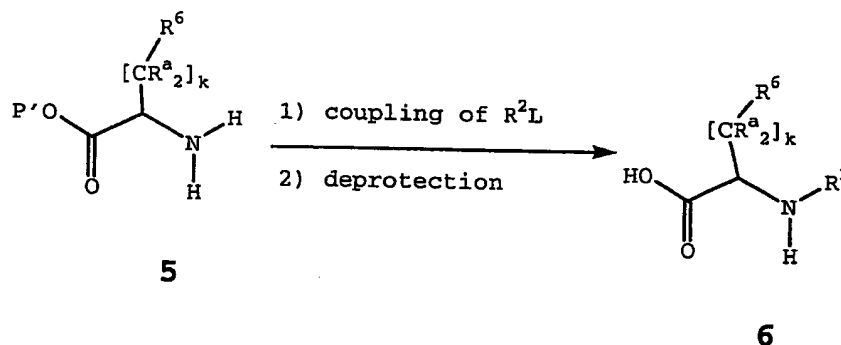 R⁶
[CRᵃ₂]ₖ
P'O
H
N
O
H
1) coupling of R²L
2) deprotection
5
R⁶
[CRᵃ₂]ₖ
HO
N
O
H
6